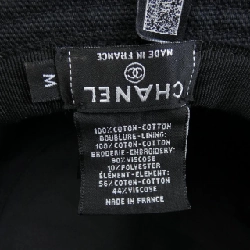 M
MADE IN FRANCE
CHANEL
100%COTON-COTTON
DOUBLURE-LINING:
100%COTON-COTTON
BRODERIE-EMBROIDERY:
90%VISCOSE
10%POLYESTER
ELEMENT-ELEMENT:
56%COTON-COTTON
44%VISCOSE
MADE IN FRANCE